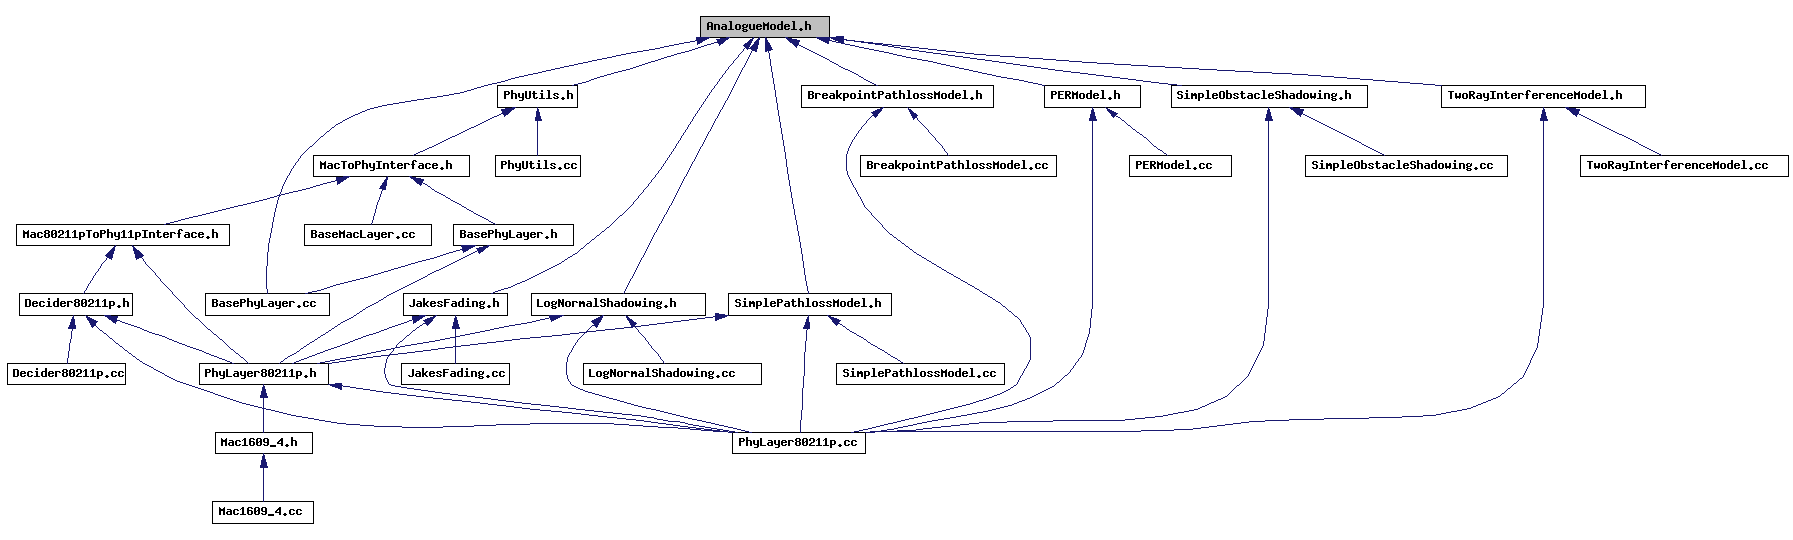 AnalogueModel.h
PhyUtils.h
BreakpointPathlossModel.h
PERModel.h
SimpleObstacleShadowing.h
TwoRayInterferenceModel.h
MacToPhyInterface.h
PhyUtils.cc
BreakpointPathlossModel.cc
PERModel.cc
SimpleObstacleShadowing.cc
TwoRayInterferenceModel.cc
Mac80211pToPhy11pInterface.h
BaseMacLayer.cc
BasePhyLayer.h
Decider80211p.h
BasePhyLayer.cc
JakesFading.h
LogNormalShadowing.h
SimplePathlossModel.h
Decider80211p.cc
PhyLayer80211p.h
JakesFading.cc
LogNormalShadowing.cc
SimplePathlossModel.cc
Mac1609_4.h
PhyLayer80211p.cc
Mac1609_4.cc